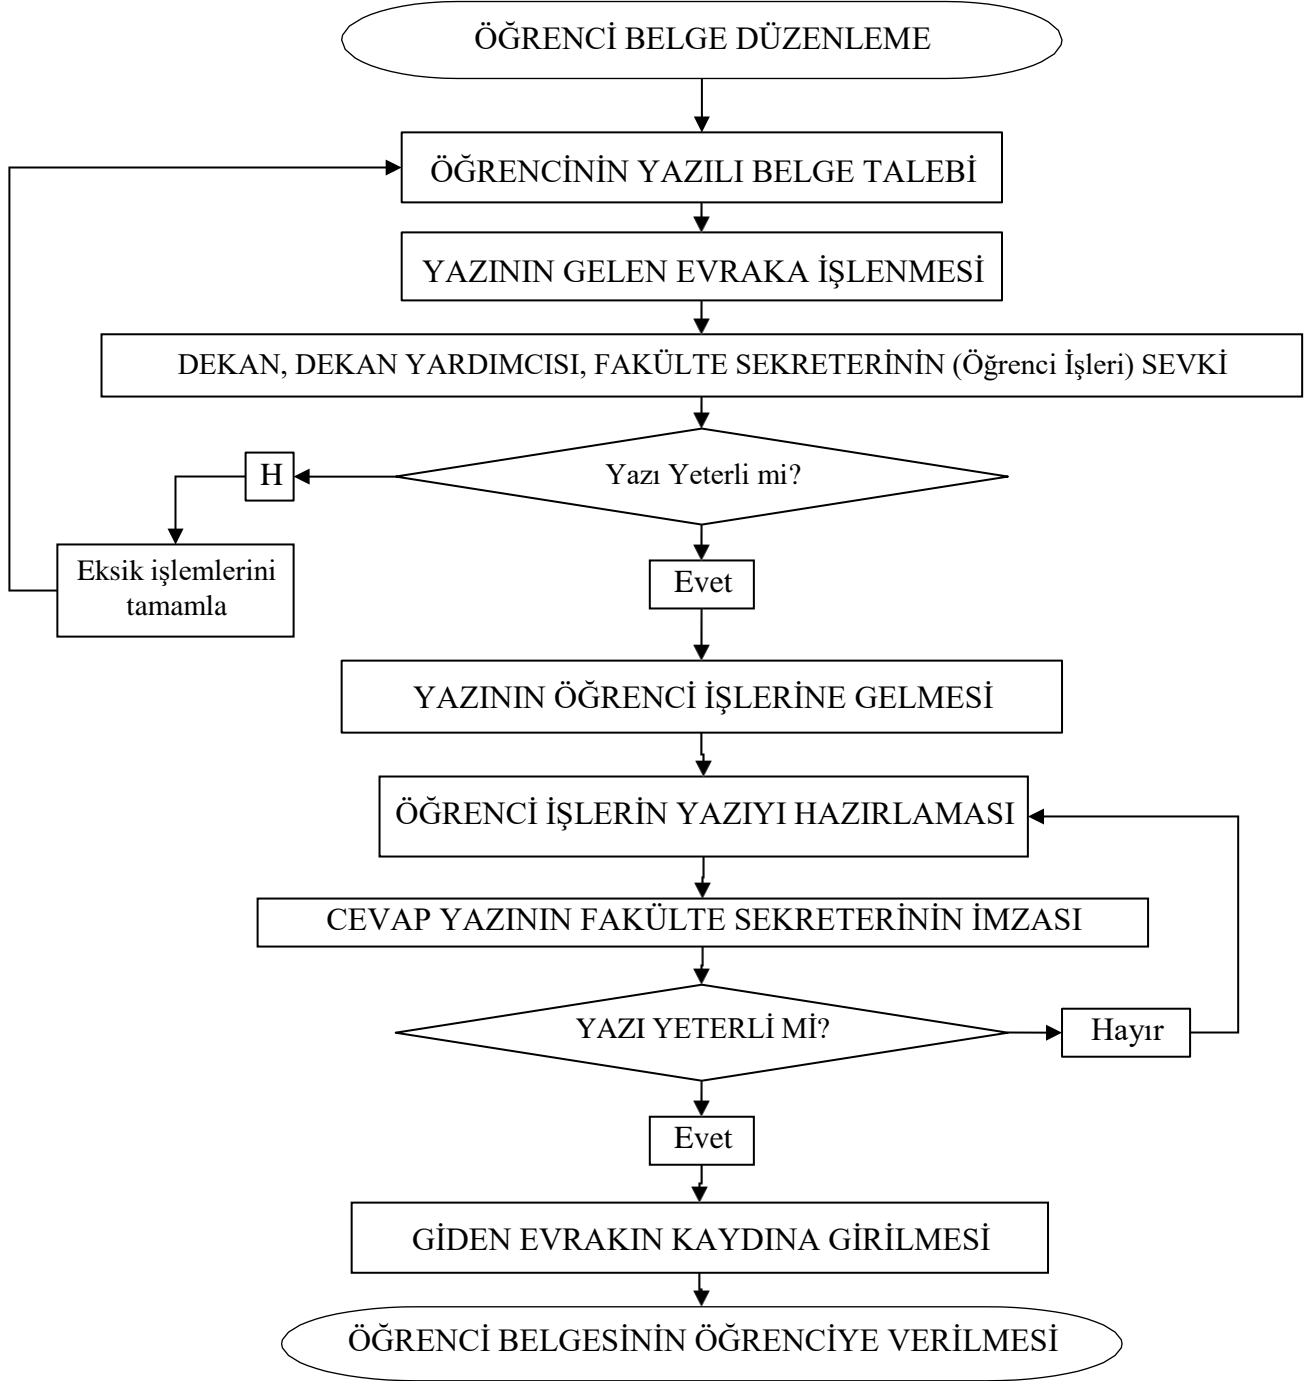 ÖĞRENCİ BELGE DÜZENLEME
ÖĞRENCİNİN YAZILI BELGE TALEBİ
YAZININ GELEN EVRAKA İŞLENMESİ
DEKAN, DEKAN YARDIMCISI, FAKÜLTE SEKRETERİNİN (Öğrenci İşleri) SEVKİ
Yazı Yeterli mi?
H
Eksik işlemlerini
tamamla
Evet
YAZININ ÖĞRENCİ İŞLERİNE GELMESİ
ÖĞRENCİ İŞLERİN YAZIYI HAZIRLAMASI
CEVAP YAZININ FAKÜLTE SEKRETERİNİN İMZASI
YAZI YETERLİ Mİ?
Hayır
Evet
GİDEN EVRAKIN KAYDINA GİRİLMESİ
ÖĞRENCİ BELGESİNİN ÖĞRENCİYE VERİLMESİ